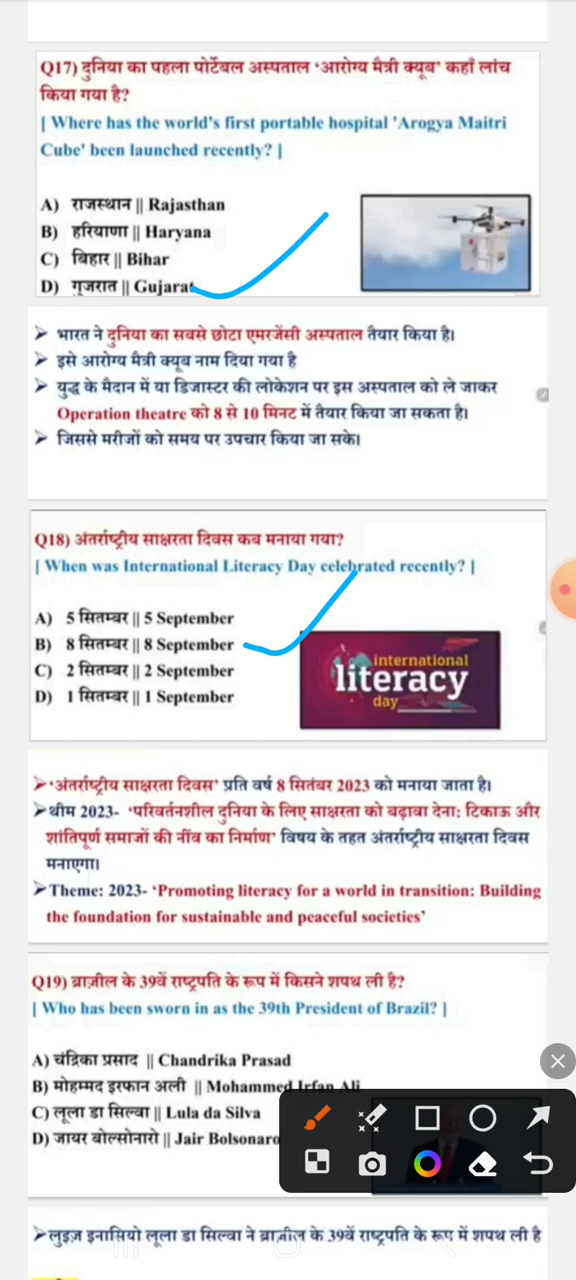 Q17) दुनिया का पहला पोर्टेबल अस्पताल 'आरोग्य मैत्री क्यूब' कहाँ लांच
किया गया है?
| Where has the world's first portable hospital 'Arogya Maitri
Cube' been launched recently? |
A) राजस्थान || Rajasthan
B) हरियाणा || Haryana
C) बिहार || Bihar
D) गुजरात || Gujarat
➤ भारत ने दुनिया का सबसे छोटा एमरजेंसी अस्पताल तैयार किया है।
➤ इसे आरोग्य मैत्री क्यूब नाम दिया गया है
➤ युद्ध के मैदान में या डिजास्टर की लोकेशन पर इस अस्पताल को ले जाकर
Operation theatre को 8 से 10 मिनट में तैयार किया जा सकता है।
➤ जिससे मरीजों को समय पर उपचार किया जा सके।
Q18) अंतर्राष्ट्रीय साक्षरता दिवस कब मनाया गया?
| When was International Literacy Day celebrated recently? |
A) 5 सितम्बर || 5 September
B) 8 सितम्बर || 8 September
C) 2 सितम्बर || 2 September
D) 1 सितम्बर || 1 September
international
literacy
day
➤'अंतर्राष्ट्रीय साक्षरता दिवस' प्रति वर्ष 8 सितंबर 2023 को मनाया जाता है।
➤थीम 2023- 'परिवर्तनशील दुनिया के लिए साक्षरता को बढ़ावा देना: टिकाऊ और
शांतिपूर्ण समाजों की नींव का निर्माण' विषय के तहत अंतर्राष्ट्रीय साक्षरता दिवस
मनाएगा।
➤Theme: 2023- 'Promoting literacy for a world in transition: Building
the foundation for sustainable and peaceful societies'
Q19) ब्राज़ील के 39वें राष्ट्रपति के रूप में किसने शपथ ली है?
| Who has been sworn in as the 39th President of Brazil? |
A) चंद्रिका प्रसाद || Chandrika Prasad
B) मोहम्मद इरफान अली || Mohammed Irfan Ali
C) लूला डा सिल्वा || Lula da Silva
D) जायर बोल्सोनारो || Jair Bolsonaro
➤लुइज़ इनासियो लूला डा सिल्वा ने ब्राज़ील के 39वें राष्ट्रपति के रूप में शपथ ली है